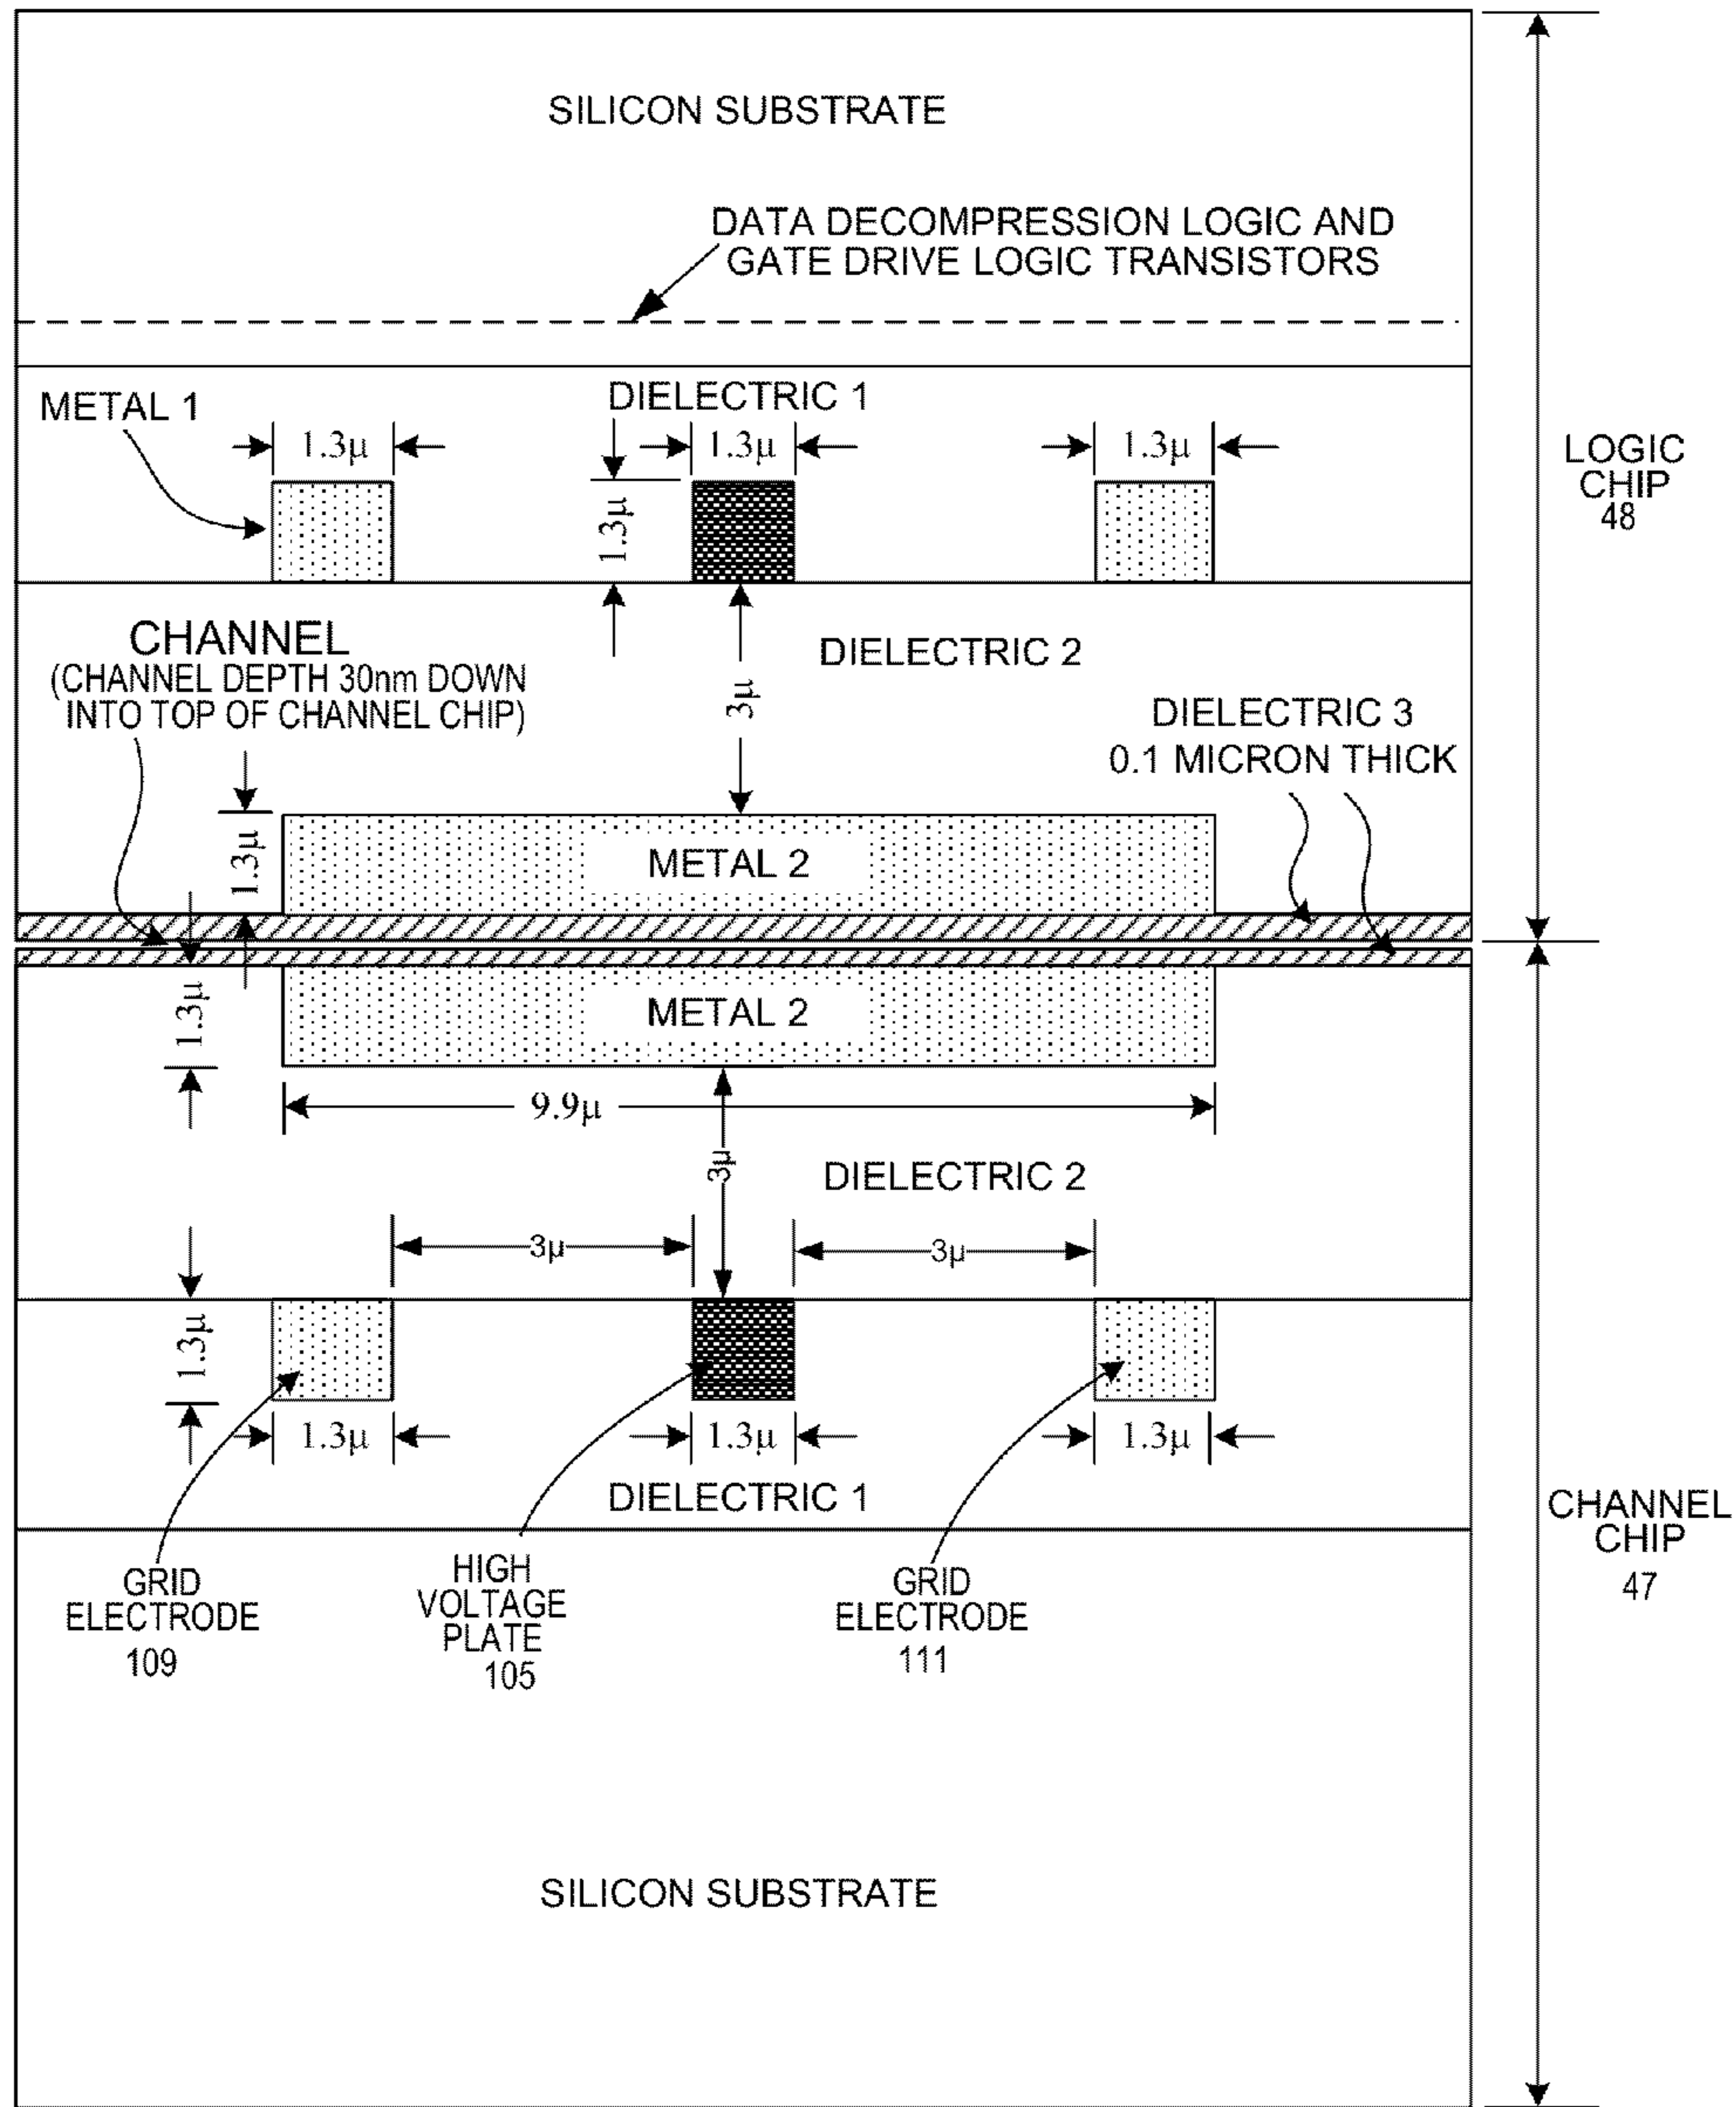 SILICON SUBSTRATE
DATA DECOMPRESSION LOGIC AND
GATE DRIVE LOGIC TRANSISTORS
METAL 1
DIELECTRIC 1
1.3µ
1.3µ
1.3µ
1.3µ
LOGIC
CHIP
48
CHANNEL
(CHANNEL DEPTH 30nm DOWN
INTO TOP OF CHANNEL CHIP)
DIELECTRIC 2
3µ
DIELECTRIC 3
0.1 MICRON THICK
1.3µ
METAL 2
1.3µ
METAL 2
9.9µ
3µ
DIELECTRIC 2
3µ
3µ
1.3µ
1.3µ
1.3µ
1.3µ
DIELECTRIC 1
GRID
ELECTRODE
109
HIGH
VOLTAGE
PLATE
105
GRID
ELECTRODE
111
CHANNEL
CHIP
47
SILICON SUBSTRATE